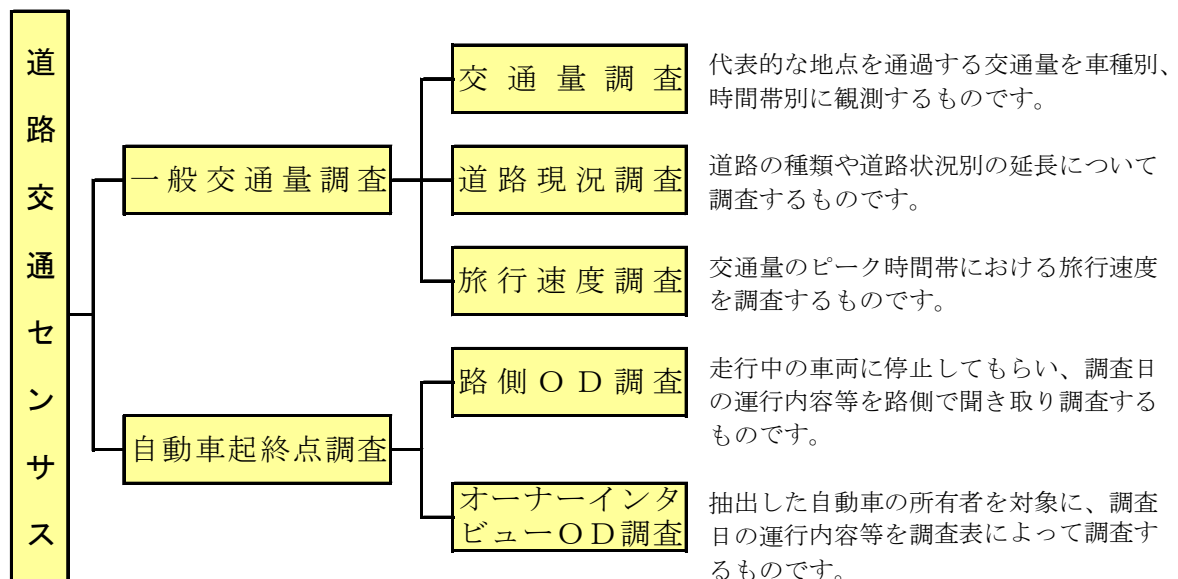 道路交通センサス
一般交通量調査
交通量調査
代表的な地点を通過する交通量を車種別、
時間帯別に観測するものです。
道路現況調査
道路の種類や道路状況別の延長について
調査するものです。
旅行速度調査
交通量のピーク時間帯における旅行速度
を調査するものです。
自動車起終点調査
路側ＯＤ調査
走行中の車両に停止してもらい、調査日
の運行内容等を路側で聞き取り調査する
ものです。
オーナーインタ
ビューＯＤ調査
抽出した自動車の所有者を対象に、調査
日の運行内容等を調査表によって調査す
るものです。